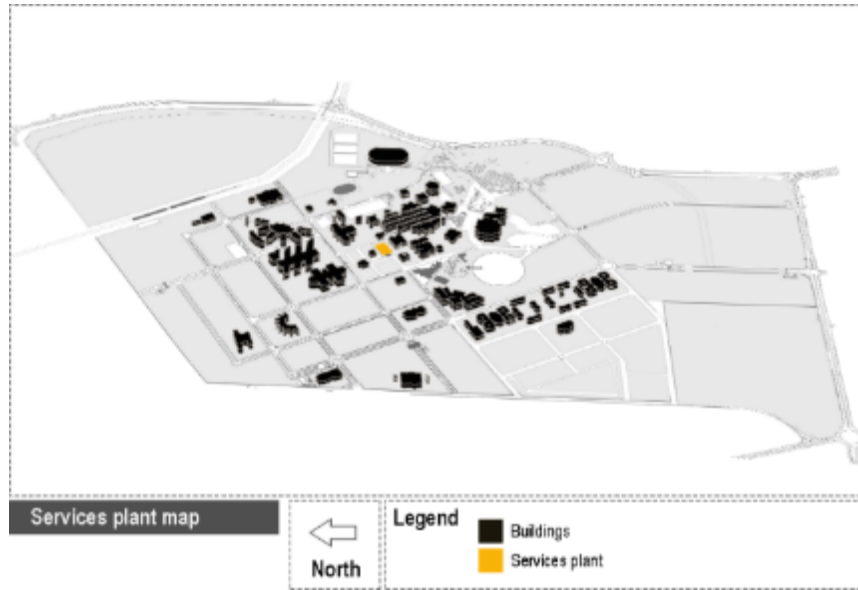 Services plant map
North
Legend
Buildings
Services plant